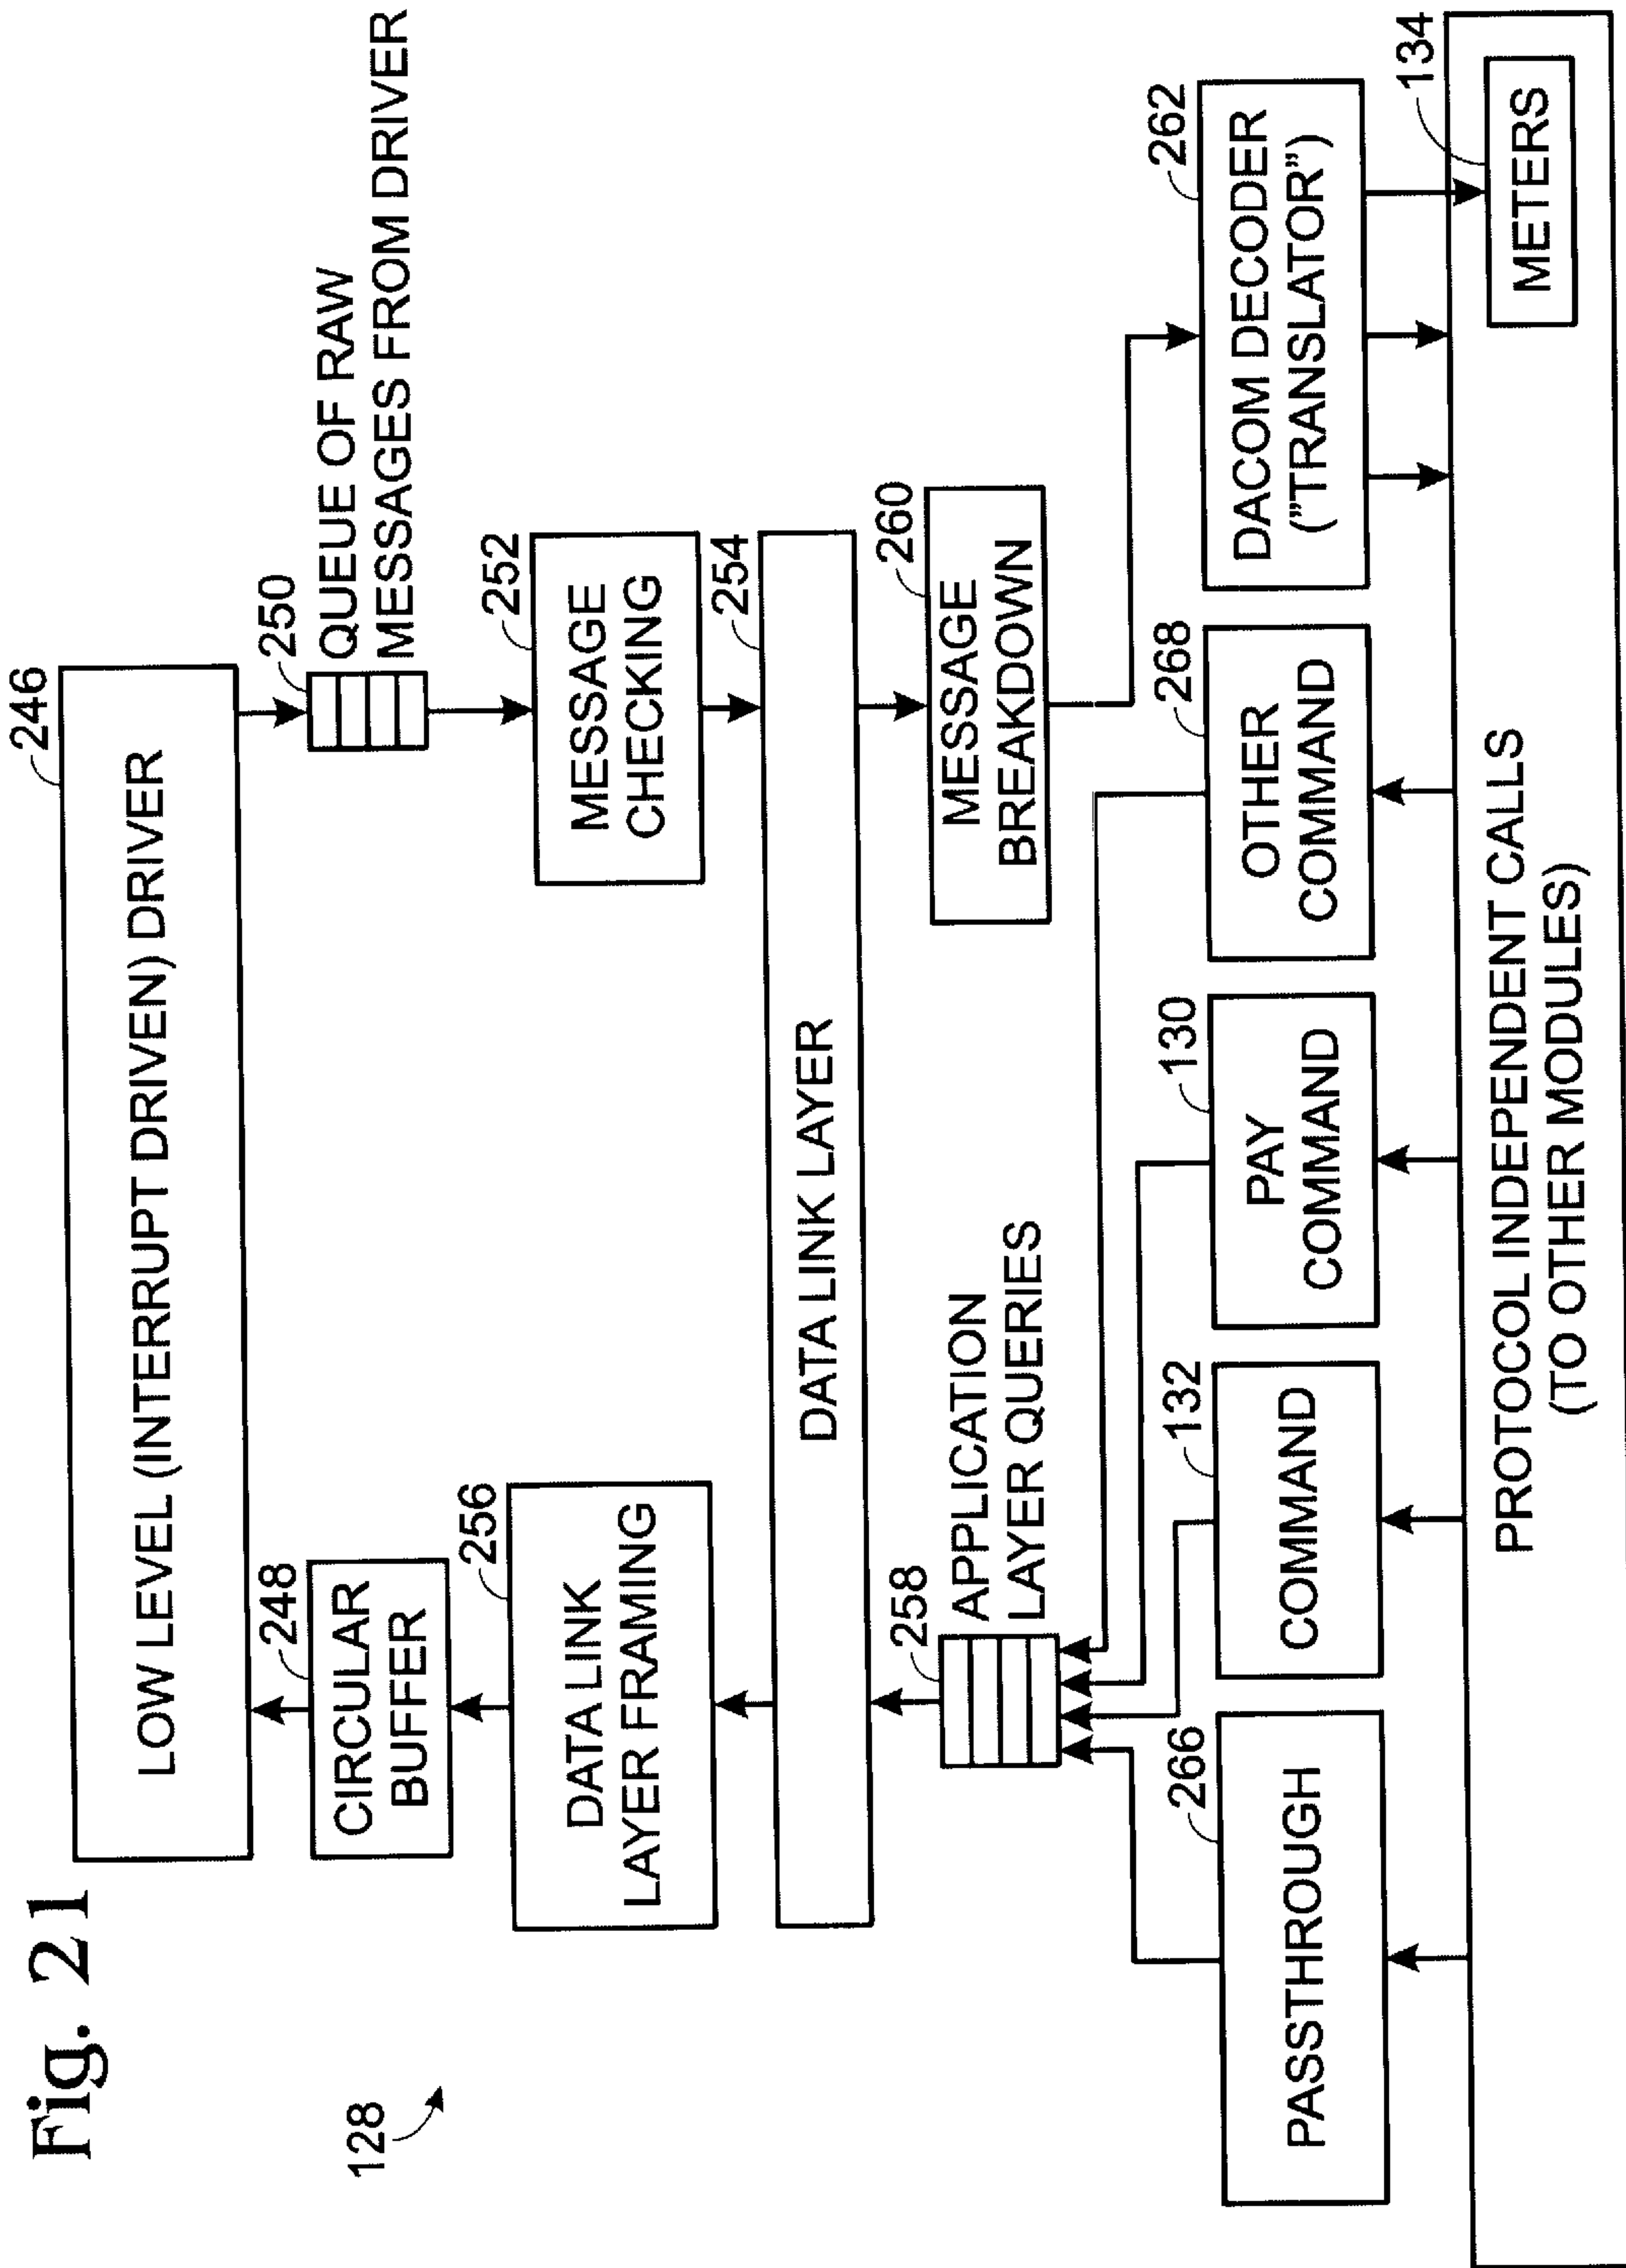 Fig. 21
128
246
LOW LEVEL (INTERRUPT DRIVEN) DRIVER
248
CIRCULAR
BUFFER
250
QUEUE OF RAW
MESSAGES FROM DRIVER
256
DATA LINK
LAYER FRAMING
252
MESSAGE
CHECKING
254
DATA LINK LAYER
258
APPLICATION
LAYER QUERIES
260
MESSAGE
BREAKDOWN
266
PASSTHROUGH
132
COMMAND
130
PAY
COMMAND
268
OTHER
COMMAND
262
DACOM DECODER
("TRANSLATOR")
134
METERS
PROTOCOL INDEPENDENT CALLS
(TO OTHER MODULES)